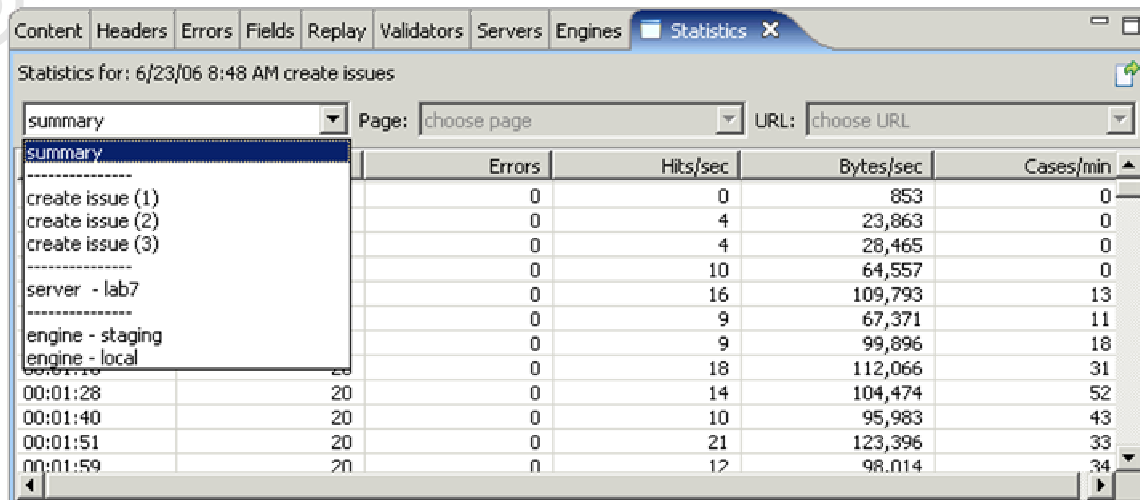 Content Headers Errors Fields Replay Validators Servers Engines Statistics
Statistics for: 6/23/06 8:48 AM create issues
summary Page: choose page URL: choose URL
summary
---------------
create issue (1)
create issue (2)
create issue (3)
---------------
server - lab7
---------------
engine - staging
engine - local
Errors Hits/sec Bytes/sec Cases/min
0 0 853 0
0 4 23,863 0
0 4 28,465 0
0 10 64,557 0
0 16 109,793 13
0 9 67,371 11
0 9 99,896 18
0 18 112,066 31
00:01:28 20 0 14 104,474 52
00:01:40 20 0 10 95,983 43
00:01:51 20 0 21 123,396 33
00:01:59 20 0 12 98,014 34